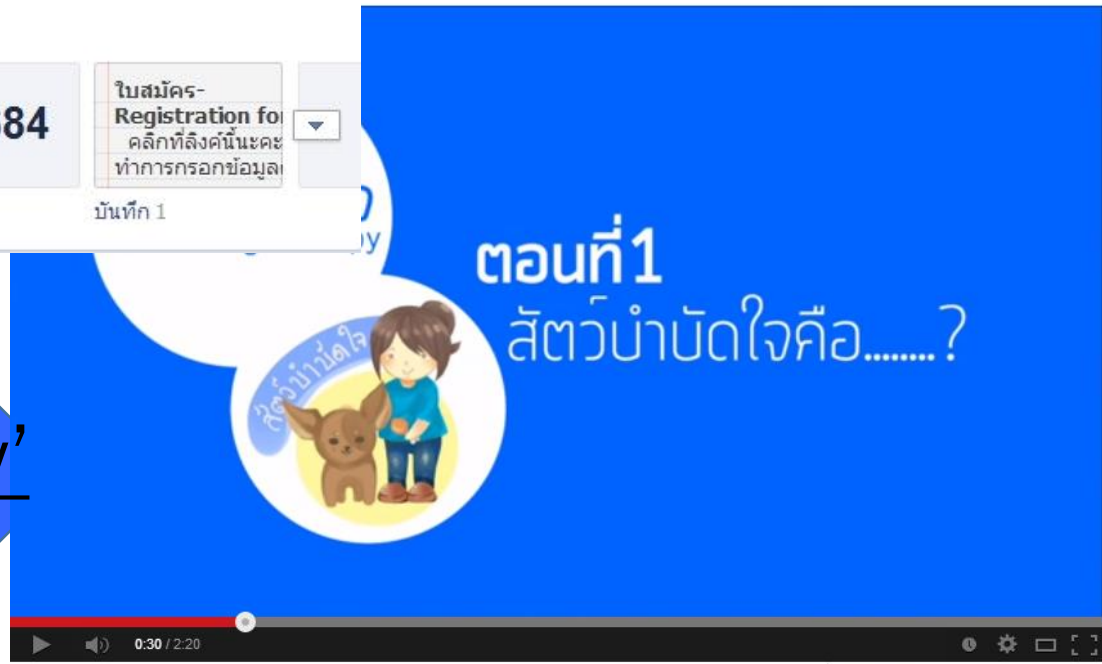 84
ใบสมัคร-
Registration for
คลิกที่ลิงค์นี้นะคะ
ทำการกรอกข้อมูล
บันทึก 1
ตอนที่1
สัตว์บำบัดใจคือ........?
สัตว์บำบัดใจ
0:30 / 2:20